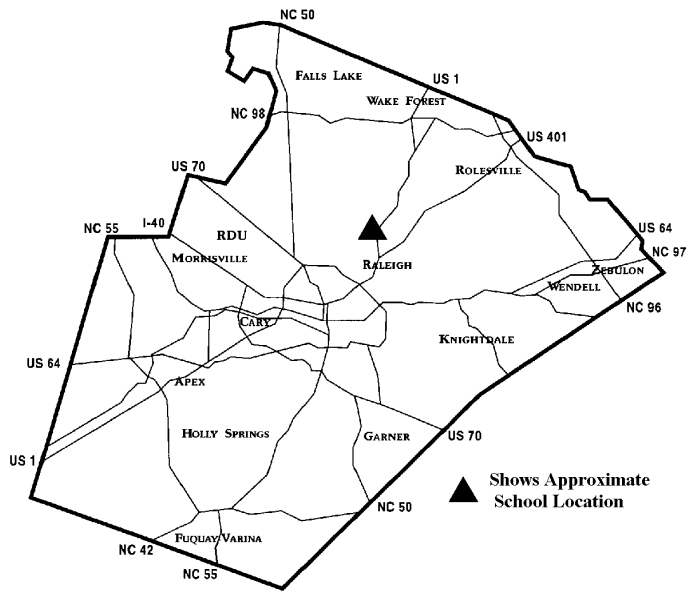 NC 50
FALLS LAKE
US 1
WAKE FOREST
NC 98
US 401
US 70
ROLESVILLE
I-40
NC 55
RDU
US 64
MORRISVILLE
RALEIGH
NC 97
ZEBULON
WENDELL
NC 96
CARY
KNIGHTDALE
US 64
APEX
HOLLY SPRINGS
GARNER
US 70
US 1
Shows Approximate
School Location
NC 50
NC 42
FUQUAY VARINA
NC 55